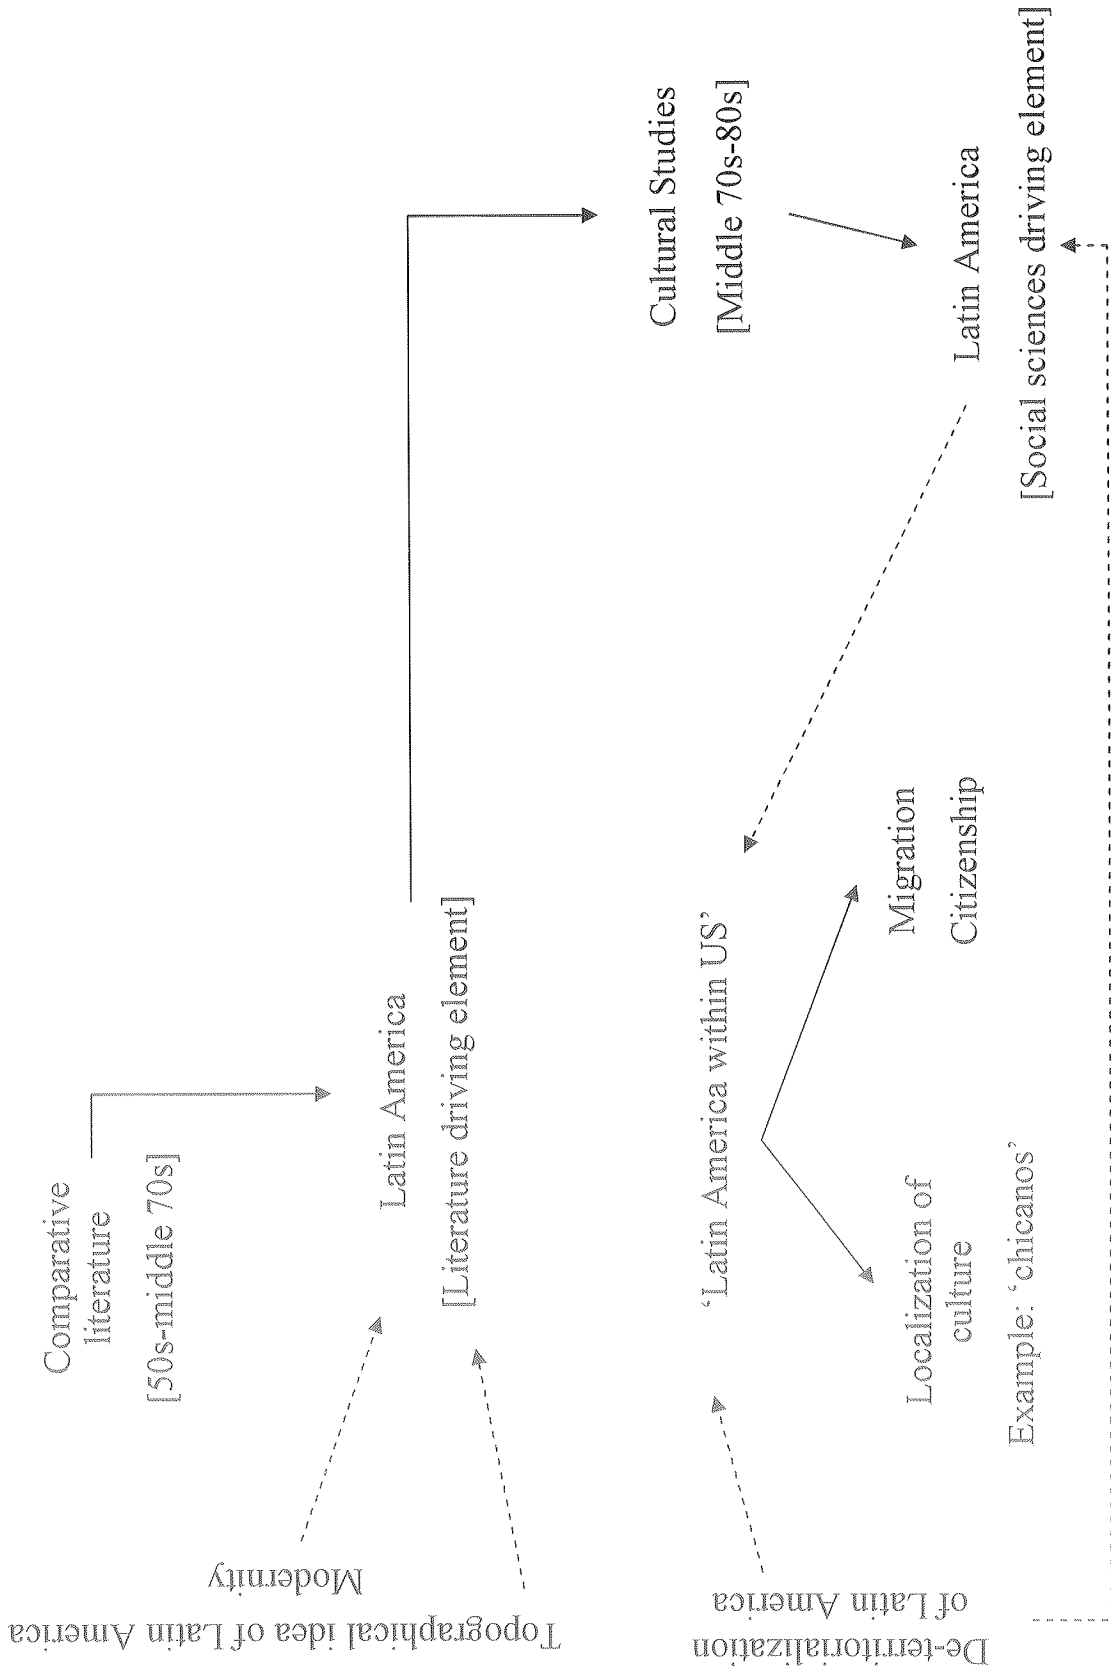 Comparative
literature
[50s-middle 70s]
Modernity
Topographical idea of Latin America
Latin America
[Literature driving element]
Cultural Studies
[Middle 70s-80s]
'Latin America within US'
De-territorialization
of Latin America
Localization of
culture
Example: 'chicanos'
Migration
Citizenship
Latin America
[Social sciences driving element]